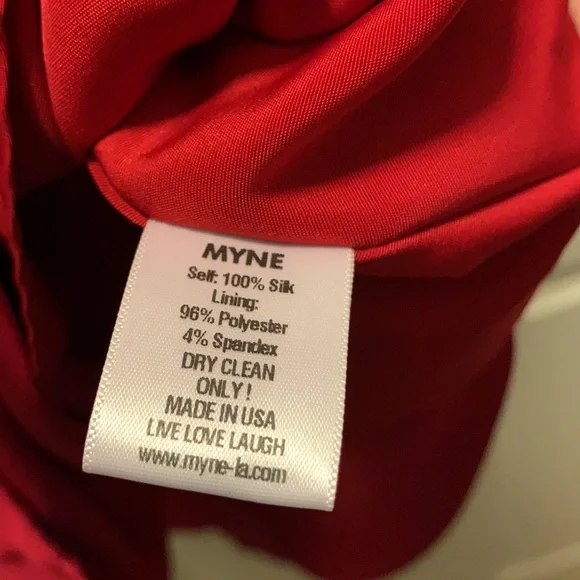 MYNE
Self: 100% Silk
Lining:
96% Polyester
4% Spandex
DRY CLEAN
ONLY !
MADE IN USA
LIVE LOVE LAUGH
www.myne-la.com